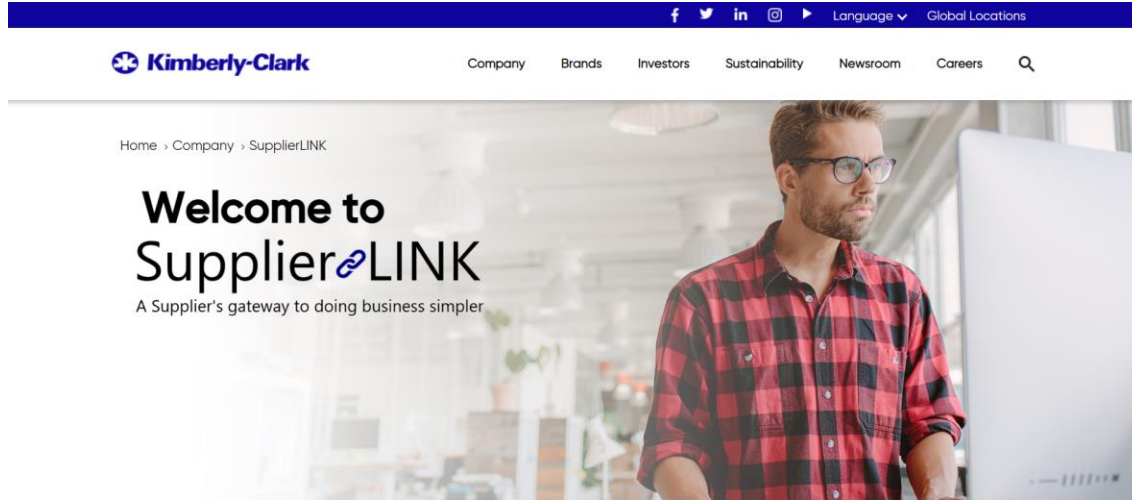 Language Global Locations
Kimberly-Clark Company Brands Investors Sustainability Newsroom Careers
Home › Company › SupplierLINK
Welcome to
SupplierLINK
A Supplier's gateway to doing business simpler